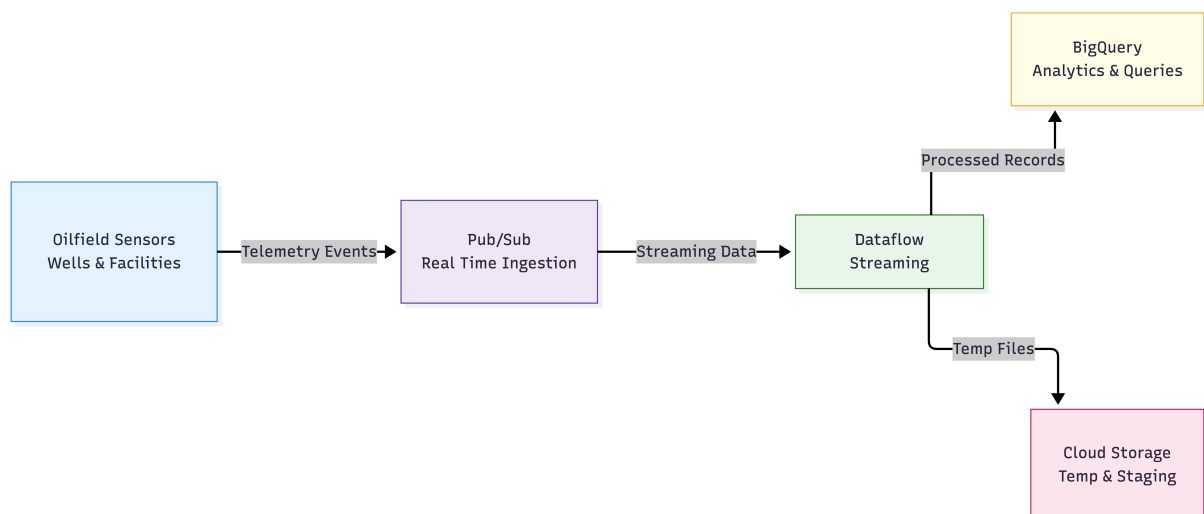 BigQuery
Analytics & Queries
Processed Records
Oilfield Sensors
Wells & Facilities
Telemetry Events
Pub/Sub
Real Time Ingestion
Streaming Data
Dataflow
Streaming
Temp Files
Cloud Storage
Temp & Staging